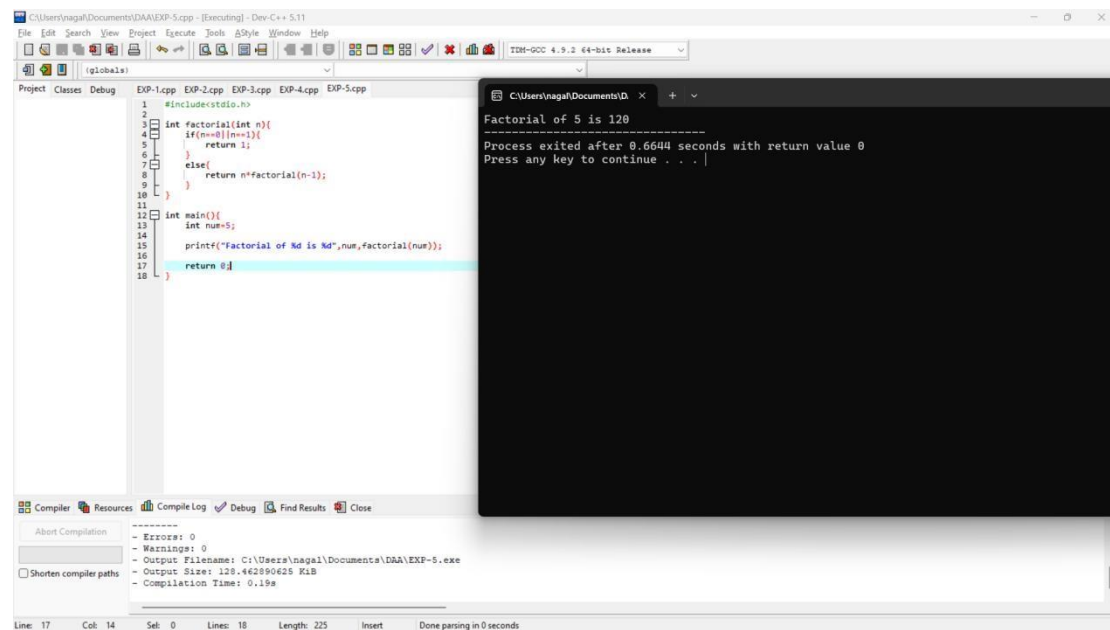 C:\Users\nagal\Documents\DAA\EXP-5.cpp - [Executing] - Dev-C++ 5.11
File Edit Search View Project Execute Tools AStyle Window Help
TDM-GCC 4.9.2 64-bit Release
(globals)
Project Classes Debug
EXP-1.cpp EXP-2.cpp EXP-3.cpp EXP-4.cpp EXP-5.cpp
1 #include<stdio.h>
2
3 int factorial(int n){
4 if(n==0||n==1){
5 return 1;
6 }
7 else{
8 return n*factorial(n-1);
9 }
10 }
11
12 int main(){
13 int num=5;
14
15 printf("Factorial of %d is %d",num,factorial(num));
16
17 return 0;
18 }
C:\Users\nagal\Documents\D. × + ⌄
Factorial of 5 is 120
--------------------------------
Process exited after 0.6644 seconds with return value 0
Press any key to continue . . .
Compiler Resources Compile Log Debug Find Results Close
Abort Compilation
Shorten compiler paths
--------
- Errors: 0
- Warnings: 0
- Output Filename: C:\Users\nagal\Documents\DAA\EXP-5.exe
- Output Size: 128.462890625 KiB
- Compilation Time: 0.19s
Line: 17 Col: 14 Sel: 0 Lines: 18 Length: 225 Insert Done parsing in 0 seconds